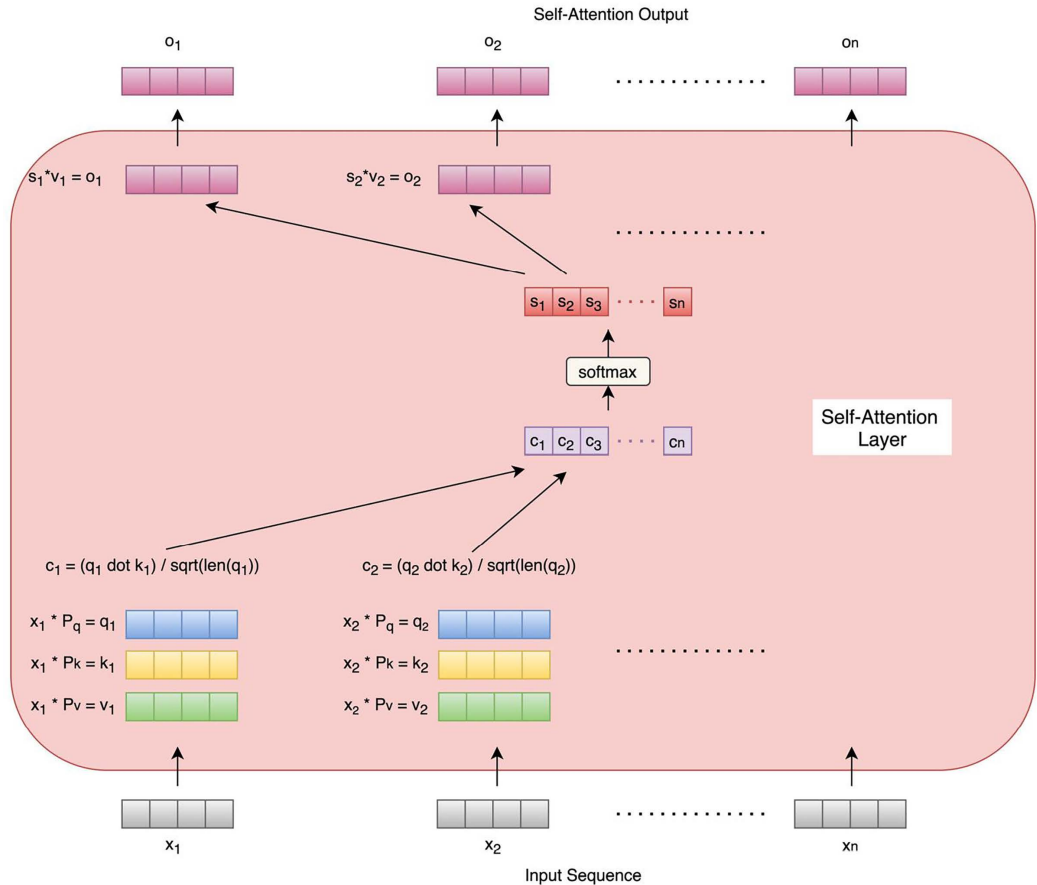 Self-Attention Output
o₁ o₂ on
s₁*v₁ = o₁ s₂*v₂ = o₂
s₁ s₂ s₃ sn
softmax
Self-Attention
Layer
c₁ c₂ c₃ cn
c₁ = (q₁ dot k₁) / sqrt(len(q₁)) c₂ = (q₂ dot k₂) / sqrt(len(q₂))
x₁ * Pq = q₁ x₂ * Pq = q₂
x₁ * Pk = k₁ x₂ * Pk = k₂
x₁ * Pv = v₁ x₂ * Pv = v₂
x₁ x₂ xn
Input Sequence